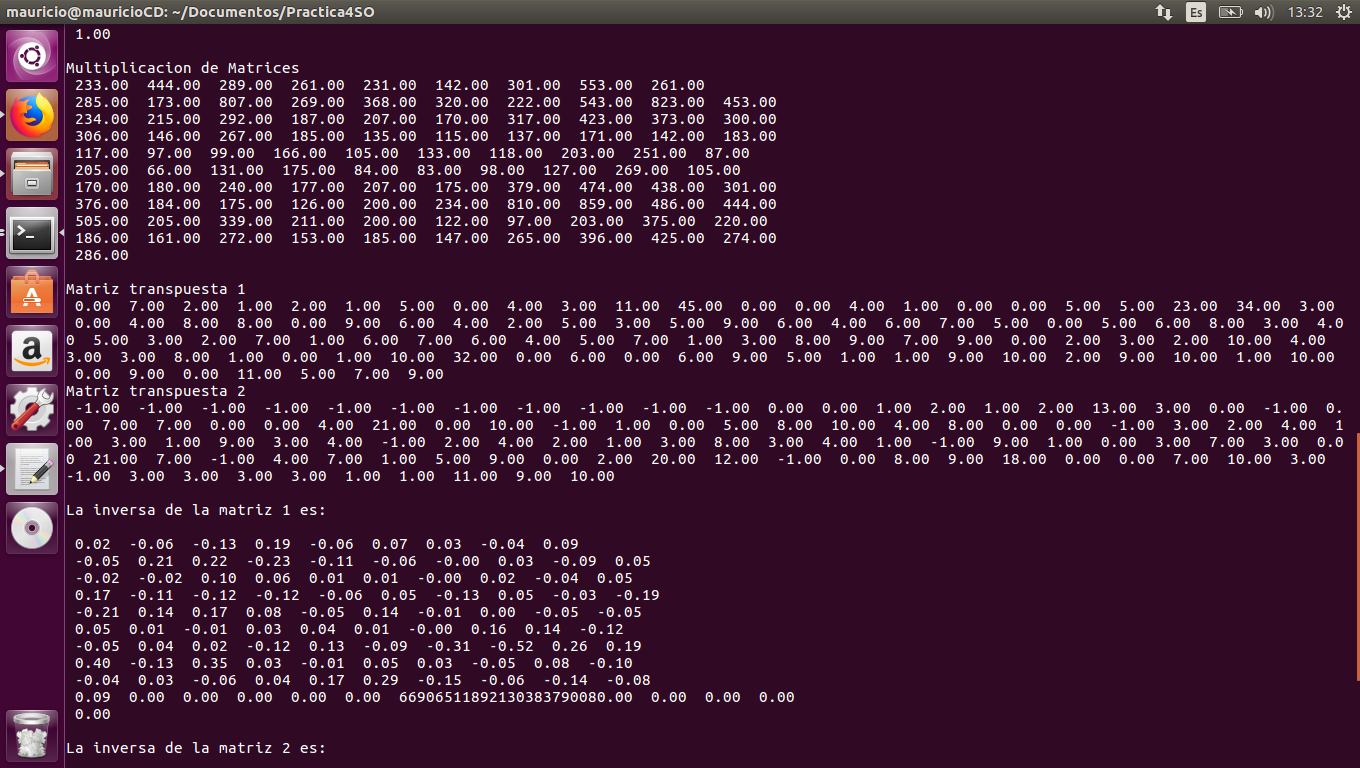 mauricio@mauricioCD: ~/Documentos/Practica4SO Es 13:32
1.00
Multiplicacion de Matrices
233.00 444.00 289.00 261.00 231.00 142.00 301.00 553.00 261.00
285.00 173.00 807.00 269.00 368.00 320.00 222.00 543.00 823.00 453.00
234.00 215.00 292.00 187.00 207.00 170.00 317.00 423.00 373.00 300.00
306.00 146.00 267.00 185.00 135.00 115.00 137.00 171.00 142.00 183.00
117.00 97.00 99.00 166.00 105.00 133.00 118.00 203.00 251.00 87.00
205.00 66.00 131.00 175.00 84.00 83.00 98.00 127.00 269.00 105.00
170.00 180.00 240.00 177.00 207.00 175.00 379.00 474.00 438.00 301.00
376.00 184.00 175.00 126.00 200.00 234.00 810.00 859.00 486.00 444.00
505.00 205.00 339.00 211.00 200.00 122.00 97.00 203.00 375.00 220.00
186.00 161.00 272.00 153.00 185.00 147.00 265.00 396.00 425.00 274.00
286.00
Matriz transpuesta 1
0.00 7.00 2.00 1.00 2.00 1.00 5.00 0.00 4.00 3.00 11.00 45.00 0.00 0.00 4.00 1.00 0.00 0.00 5.00 5.00 23.00 34.00 3.00
0.00 4.00 8.00 8.00 0.00 9.00 6.00 4.00 2.00 5.00 3.00 5.00 9.00 6.00 4.00 6.00 7.00 5.00 0.00 5.00 6.00 8.00 3.00 4.0
0 5.00 3.00 2.00 7.00 1.00 6.00 7.00 6.00 4.00 5.00 7.00 1.00 3.00 8.00 9.00 7.00 9.00 0.00 2.00 3.00 2.00 10.00 4.00
3.00 3.00 8.00 1.00 0.00 1.00 10.00 32.00 0.00 6.00 0.00 6.00 9.00 5.00 1.00 1.00 9.00 10.00 2.00 9.00 10.00 1.00 10.00
0.00 9.00 0.00 11.00 5.00 7.00 9.00
Matriz transpuesta 2
-1.00 -1.00 -1.00 -1.00 -1.00 -1.00 -1.00 -1.00 -1.00 -1.00 -1.00 0.00 0.00 1.00 2.00 1.00 2.00 13.00 3.00 0.00 -1.00 0.
00 7.00 7.00 0.00 0.00 4.00 21.00 0.00 10.00 -1.00 1.00 0.00 5.00 8.00 10.00 4.00 8.00 0.00 0.00 -1.00 3.00 2.00 4.00 1
.00 3.00 1.00 9.00 3.00 4.00 -1.00 2.00 4.00 2.00 1.00 3.00 8.00 3.00 4.00 1.00 -1.00 9.00 1.00 0.00 3.00 7.00 3.00 0.0
0 21.00 7.00 -1.00 4.00 7.00 1.00 5.00 9.00 0.00 2.00 20.00 12.00 -1.00 0.00 8.00 9.00 18.00 0.00 0.00 7.00 10.00 3.00
-1.00 3.00 3.00 3.00 3.00 1.00 1.00 11.00 9.00 10.00
La inversa de la matriz 1 es:
0.02 -0.06 -0.13 0.19 -0.06 0.07 0.03 -0.04 0.09
-0.05 0.21 0.22 -0.23 -0.11 -0.06 -0.00 0.03 -0.09 0.05
-0.02 -0.02 0.10 0.06 0.01 0.01 -0.00 0.02 -0.04 0.05
0.17 -0.11 -0.12 -0.12 -0.06 0.05 -0.13 0.05 -0.03 -0.19
-0.21 0.14 0.17 0.08 -0.05 0.14 -0.01 0.00 -0.05 -0.05
0.05 0.01 -0.01 0.03 0.04 0.01 -0.00 0.16 0.14 -0.12
-0.05 0.04 0.02 -0.12 0.13 -0.09 -0.31 -0.52 0.26 0.19
0.40 -0.13 0.35 0.03 -0.01 0.05 0.03 -0.05 0.08 -0.10
-0.04 0.03 -0.06 0.04 0.17 0.29 -0.15 -0.06 -0.14 -0.08
0.09 0.00 0.00 0.00 0.00 0.00 66906511892130383790080.00 0.00 0.00 0.00
0.00
La inversa de la matriz 2 es: